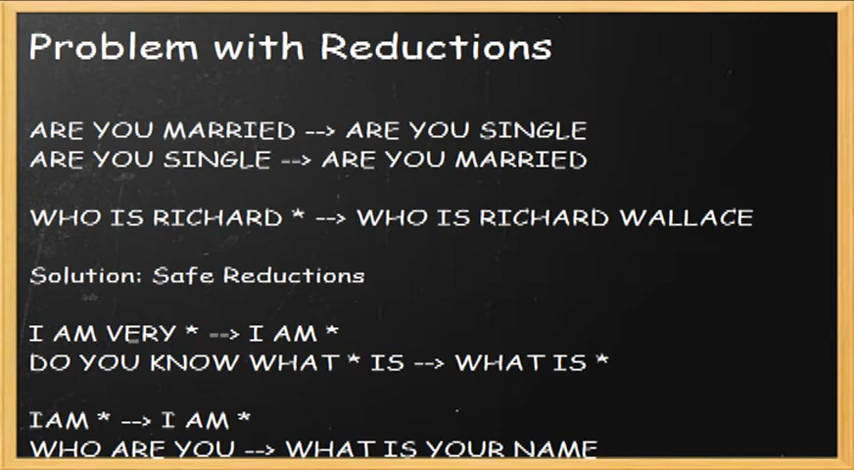 Problem with Reductions
ARE YOU MARRIED --> ARE YOU SINGLE
ARE YOU SINGLE --> ARE YOU MARRIED
WHO IS RICHARD * --> WHO IS RICHARD WALLACE
Solution: Safe Reductions
I AM VERY * --> I AM *
DO YOU KNOW WHAT * IS --> WHAT IS *
IAM * --> I AM *
WHO ARE YOU --> WHAT IS YOUR NAME